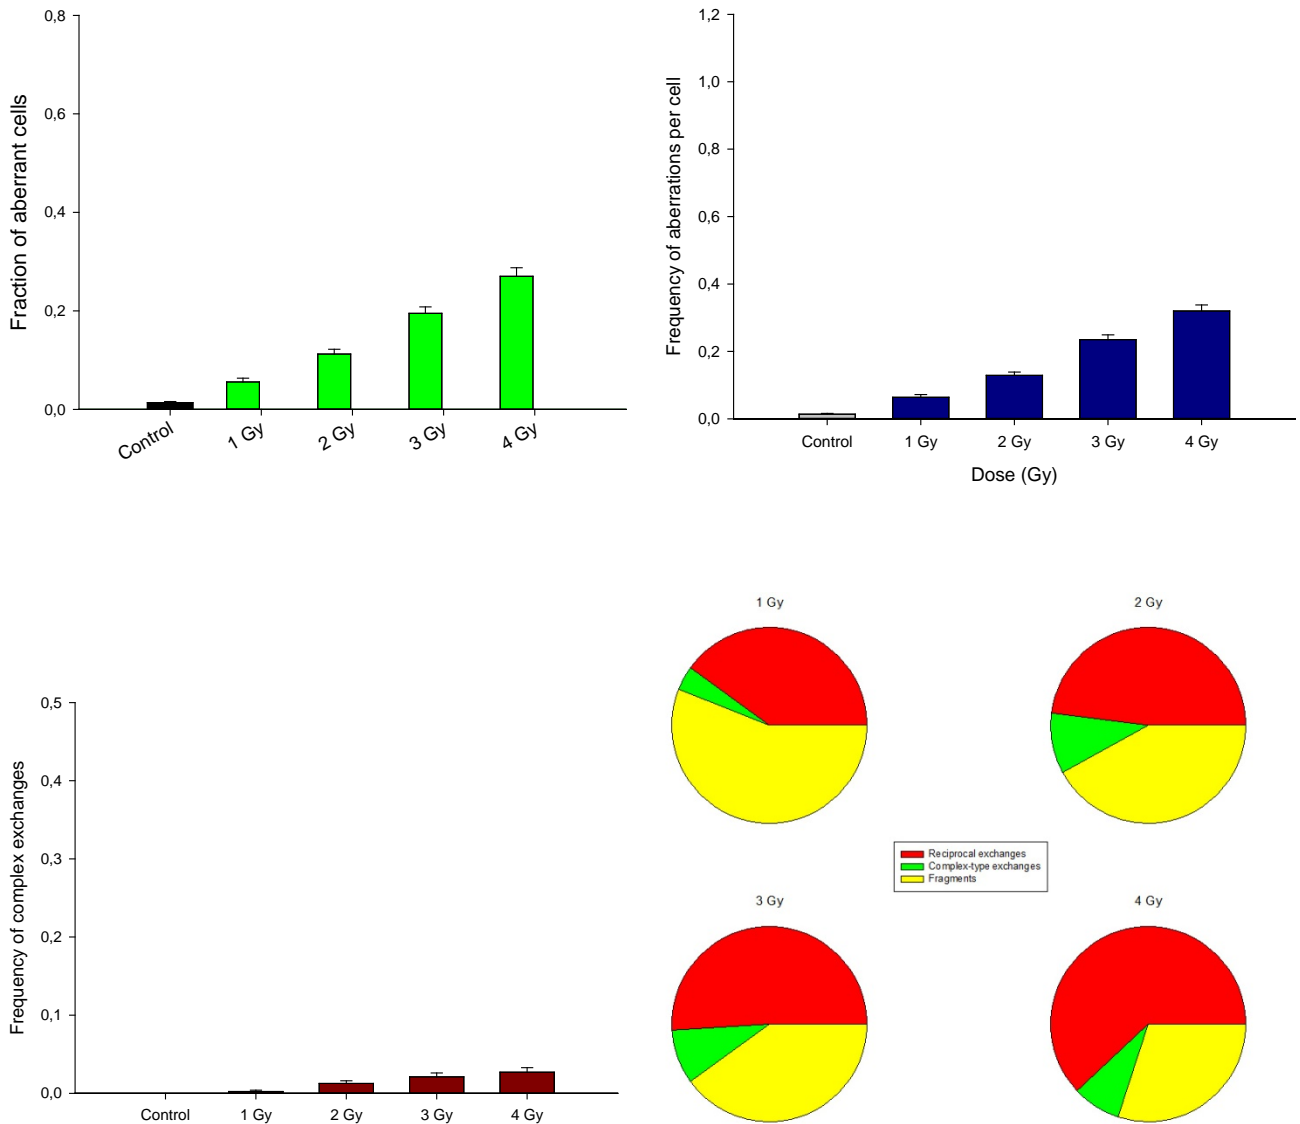 0,8
0,6
0,4
0,2
0,0
Fraction of aberrant cells
Control
1 Gy
2 Gy
3 Gy
4 Gy
1,2
1,0
0,8
0,6
0,4
0,2
0,0
Frequency of aberrations per cell
Control
1 Gy
2 Gy
3 Gy
4 Gy
Dose (Gy)
0,5
0,4
0,3
0,2
0,1
0,0
Frequency of complex exchanges
Control
1 Gy
2 Gy
3 Gy
4 Gy
1 Gy
2 Gy
Reciprocal exchanges
Complex-type exchanges
Fragments
3 Gy
4 Gy